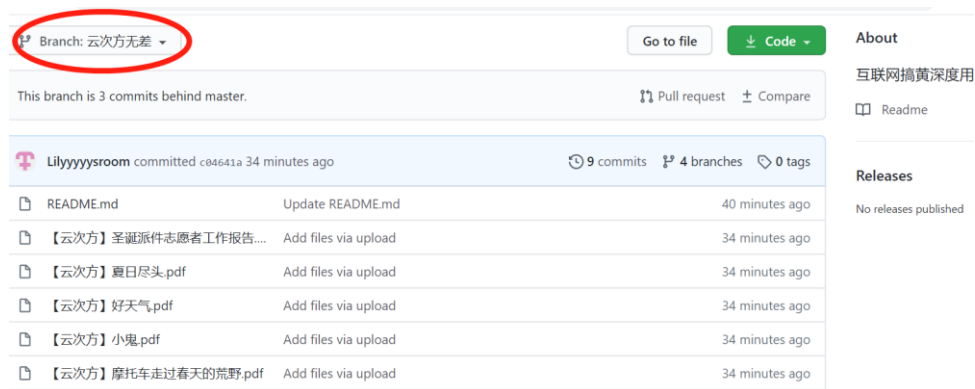 Branch: 云次方无差
Go to file
Code
About
互联网搞黄深度用
This branch is 3 commits behind master.
Pull request
Compare
Readme
Lilyyyyysroom committed c04641a 34 minutes ago
9 commits
4 branches
0 tags
Releases
No releases published
README.md Update README.md 40 minutes ago
【云次方】圣诞派件志愿者工作报告.... Add files via upload 34 minutes ago
【云次方】夏日尽头.pdf Add files via upload 34 minutes ago
【云次方】好天气.pdf Add files via upload 34 minutes ago
【云次方】小鬼.pdf Add files via upload 34 minutes ago
【云次方】摩托车走过春天的荒野.pdf Add files via upload 34 minutes ago